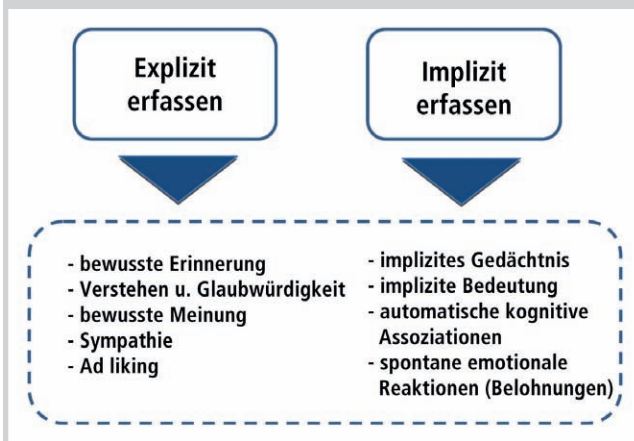 Explizit
erfassen
Implizit
erfassen
- bewusste Erinnerung
- Verstehen u. Glaubwürdigkeit
- bewusste Meinung
- Sympathie
- Ad liking
- implizites Gedächtnis
- implizite Bedeutung
- automatische kognitive
Assoziationen
- spontane emotionale
Reaktionen (Belohnungen)